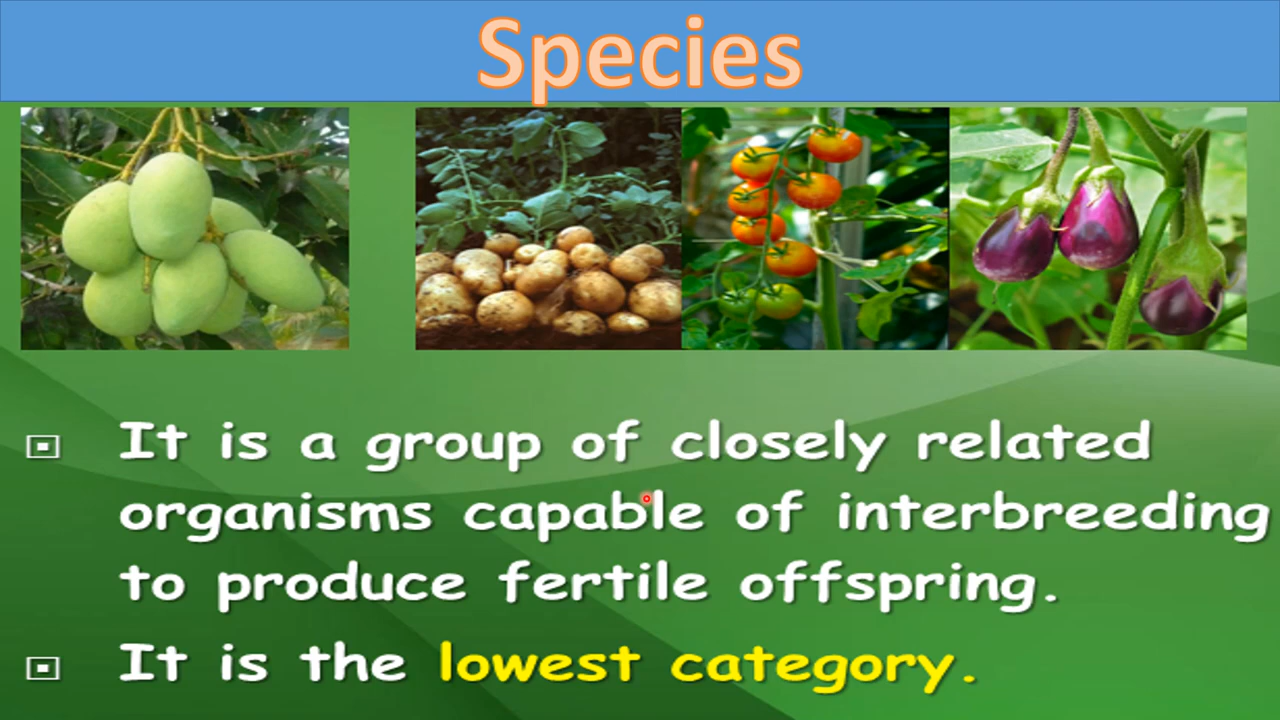 Species
It is a group of closely related
organisms capable of interbreeding
to produce fertile offspring.
It is the lowest category.